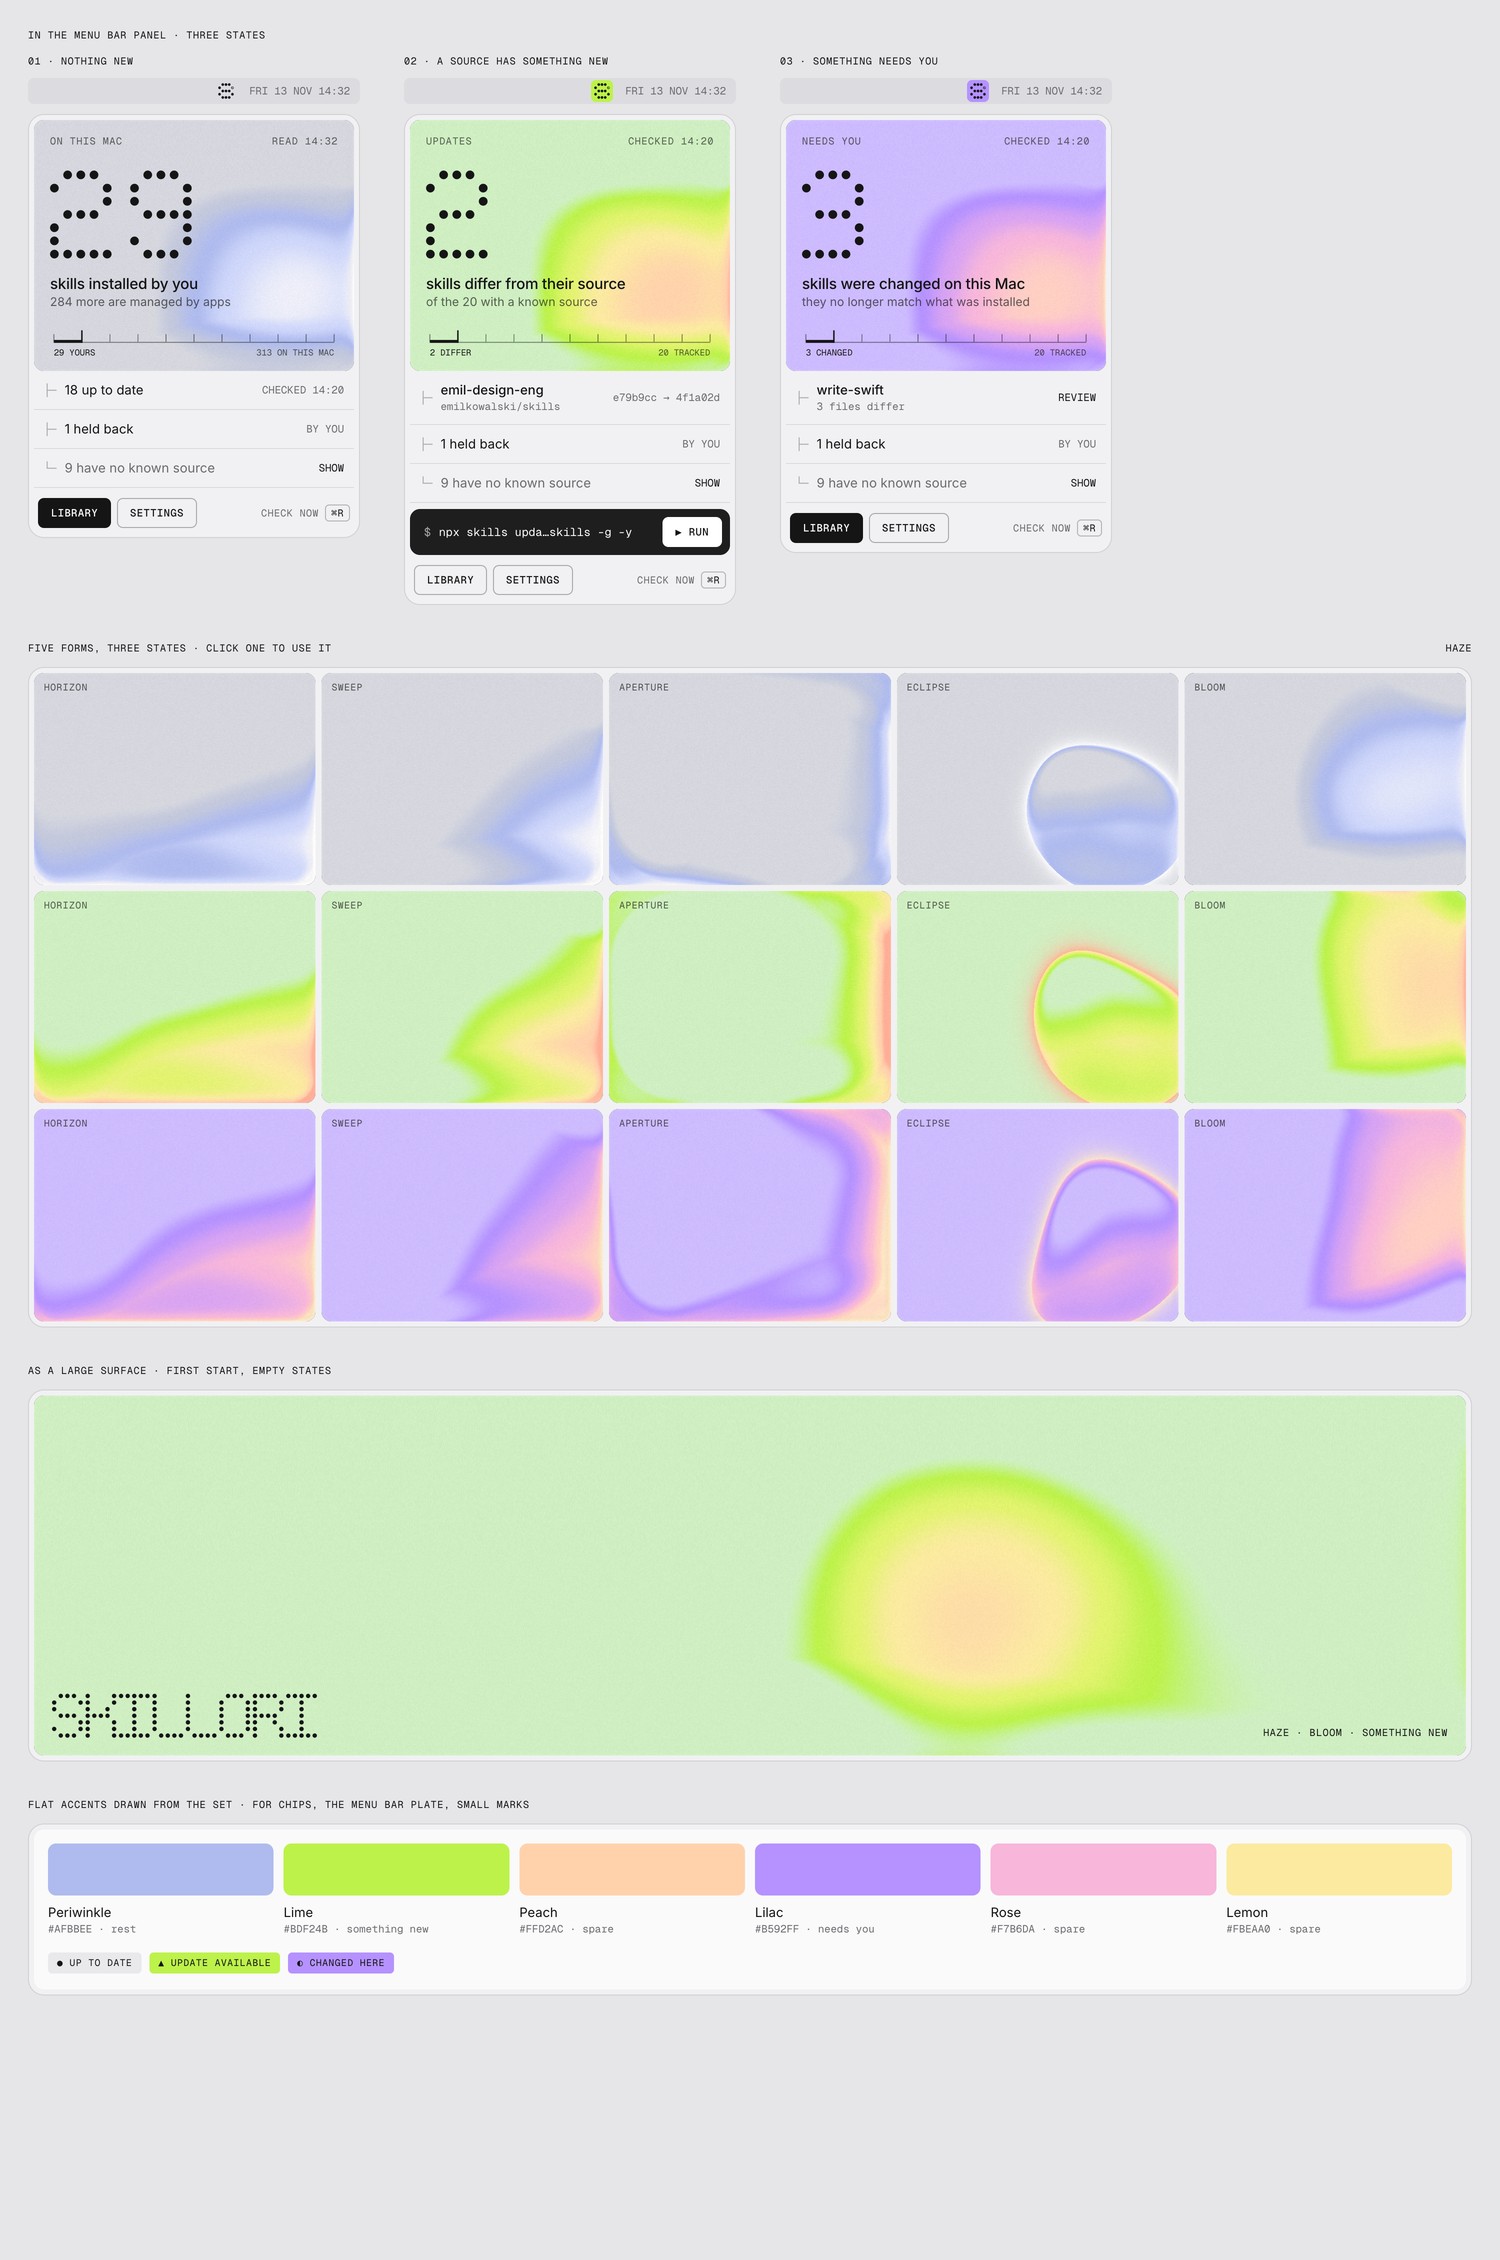 IN THE MENU BAR PANEL · THREE STATES
01 · NOTHING NEW
FRI 13 NOV 14:32
ON THIS MAC READ 14:32
29
skills installed by you
284 more are managed by apps
29 YOURS 313 ON THIS MAC
18 up to date CHECKED 14:20
1 held back BY YOU
9 have no known source SHOW
LIBRARY SETTINGS CHECK NOW ⌘R
02 · A SOURCE HAS SOMETHING NEW
FRI 13 NOV 14:32
UPDATES CHECKED 14:20
2
skills differ from their source
of the 20 with a known source
2 DIFFER 20 TRACKED
emil-design-eng
emilkowalski/skills e79b9cc → 4f1a02d
1 held back BY YOU
9 have no known source SHOW
$ npx skills upda…skills -g -y ▶ RUN
LIBRARY SETTINGS CHECK NOW ⌘R
03 · SOMETHING NEEDS YOU
FRI 13 NOV 14:32
NEEDS YOU CHECKED 14:20
3
skills were changed on this Mac
they no longer match what was installed
3 CHANGED 20 TRACKED
write-swift
3 files differ REVIEW
1 held back BY YOU
9 have no known source SHOW
LIBRARY SETTINGS CHECK NOW ⌘R
FIVE FORMS, THREE STATES · CLICK ONE TO USE IT HAZE
HORIZON SWEEP APERTURE ECLIPSE BLOOM
HORIZON SWEEP APERTURE ECLIPSE BLOOM
HORIZON SWEEP APERTURE ECLIPSE BLOOM
AS A LARGE SURFACE · FIRST START, EMPTY STATES
SKILLORI
HAZE · BLOOM · SOMETHING NEW
FLAT ACCENTS DRAWN FROM THE SET · FOR CHIPS, THE MENU BAR PLATE, SMALL MARKS
Periwinkle Lime Peach Lilac Rose Lemon
#AFBBEE · rest #BDF24B · something new #FFD2AC · spare #B592FF · needs you #F7B6DA · spare #FBEAA0 · spare
● UP TO DATE ▲ UPDATE AVAILABLE ◐ CHANGED HERE